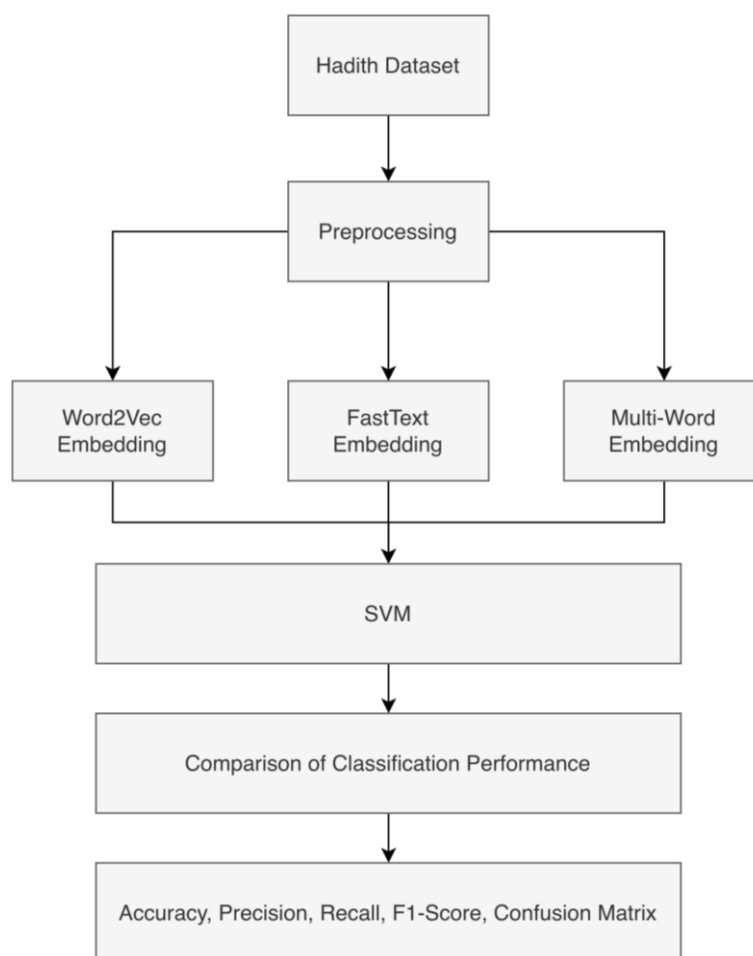 Hadith Dataset
Preprocessing
Word2Vec
Embedding
FastText
Embedding
Multi-Word
Embedding
SVM
Comparison of Classification Performance
Accuracy, Precision, Recall, F1-Score, Confusion Matrix